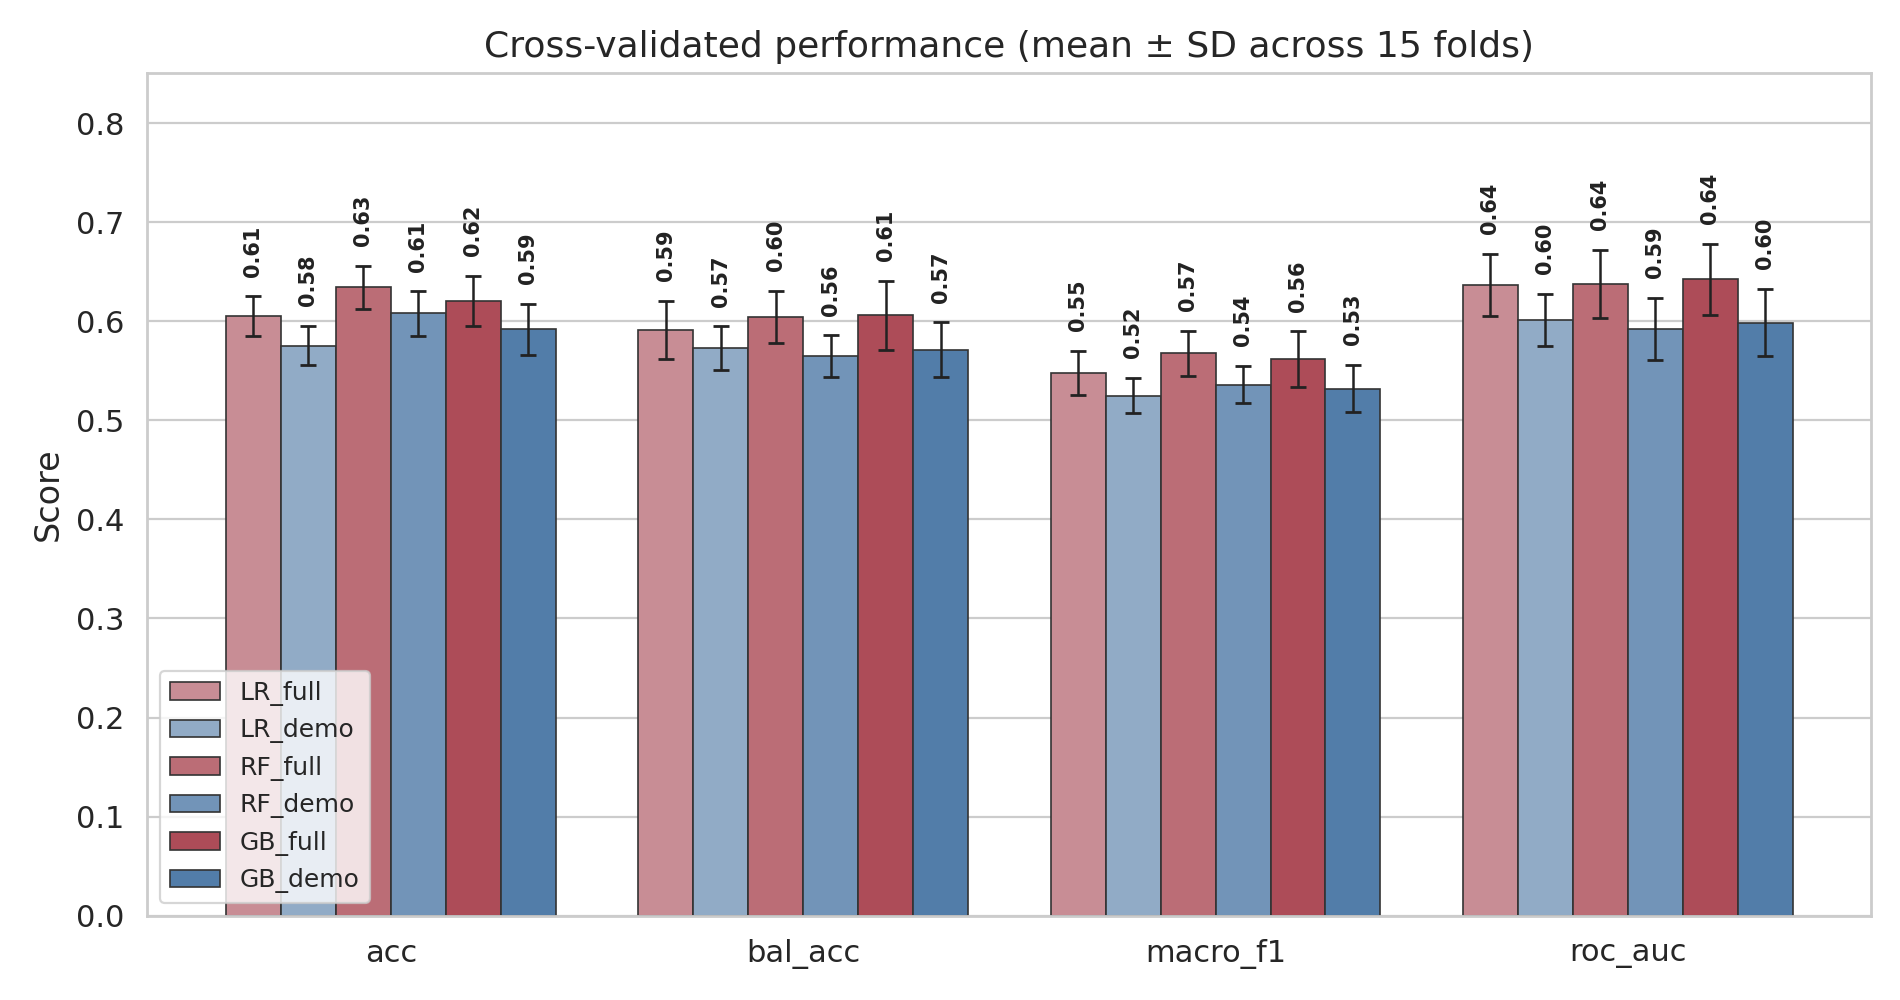 Cross-validated performance (mean ± SD across 15 folds)
Score
0.8
0.7
0.6
0.5
0.4
0.3
0.2
0.1
0.0
0.61
0.58
0.63
0.61
0.62
0.59
0.59
0.57
0.60
0.56
0.61
0.57
0.55
0.52
0.57
0.54
0.56
0.53
0.64
0.60
0.64
0.59
0.64
0.60
LR_full
LR_demo
RF_full
RF_demo
GB_full
GB_demo
acc
bal_acc
macro_f1
roc_auc